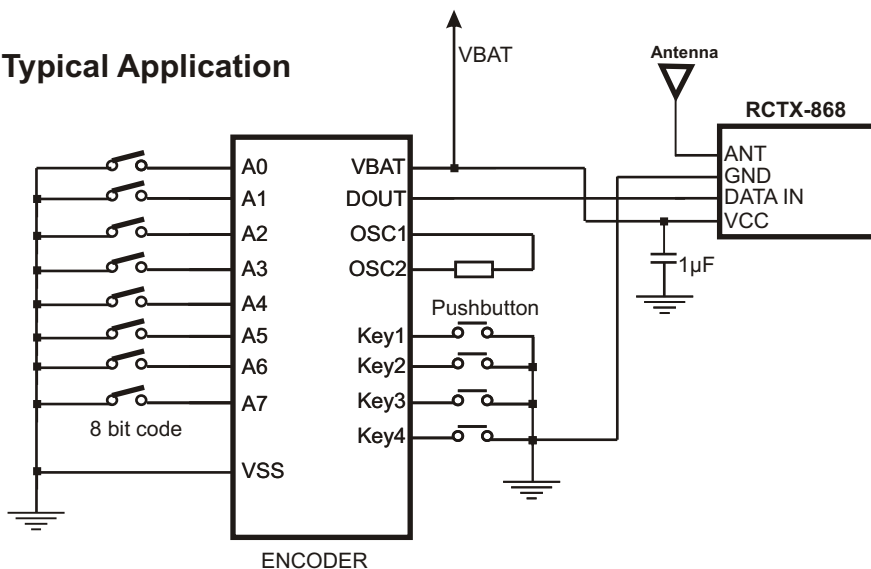 Typical Application
VBAT
Antenna
RCTX-868
ANT
GND
DATA IN
VCC
1µF
A0
A1
A2
A3
A4
A5
A6
A7
VSS
VBAT
DOUT
OSC1
OSC2
Key1
Key2
Key3
Key4
Pushbutton
8 bit code
ENCODER